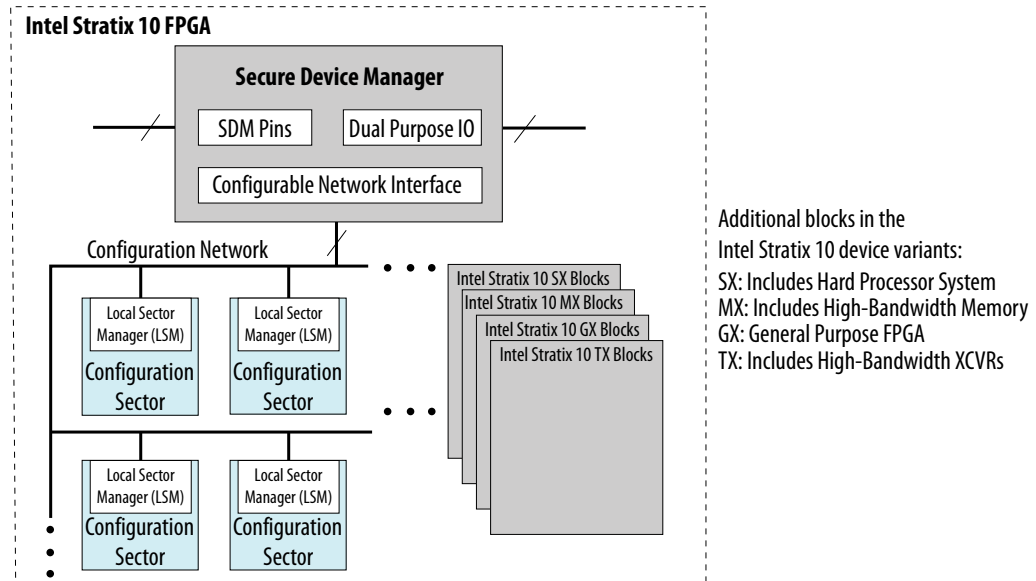 Intel Stratix 10 FPGA
Secure Device Manager
SDM Pins
Dual Purpose IO
Configurable Network Interface
Configuration Network
Local Sector
Manager (LSM)
Configuration
Sector
Local Sector
Manager (LSM)
Configuration
Sector
Intel Stratix 10 SX Blocks
Intel Stratix 10 MX Blocks
Intel Stratix 10 GX Blocks
Intel Stratix 10 TX Blocks
Local Sector
Manager (LSM)
Configuration
Sector
Local Sector
Manager (LSM)
Configuration
Sector
Additional blocks in the
Intel Stratix 10 device variants:
SX: Includes Hard Processor System
MX: Includes High-Bandwidth Memory
GX: General Purpose FPGA
TX: Includes High-Bandwidth XCVRs